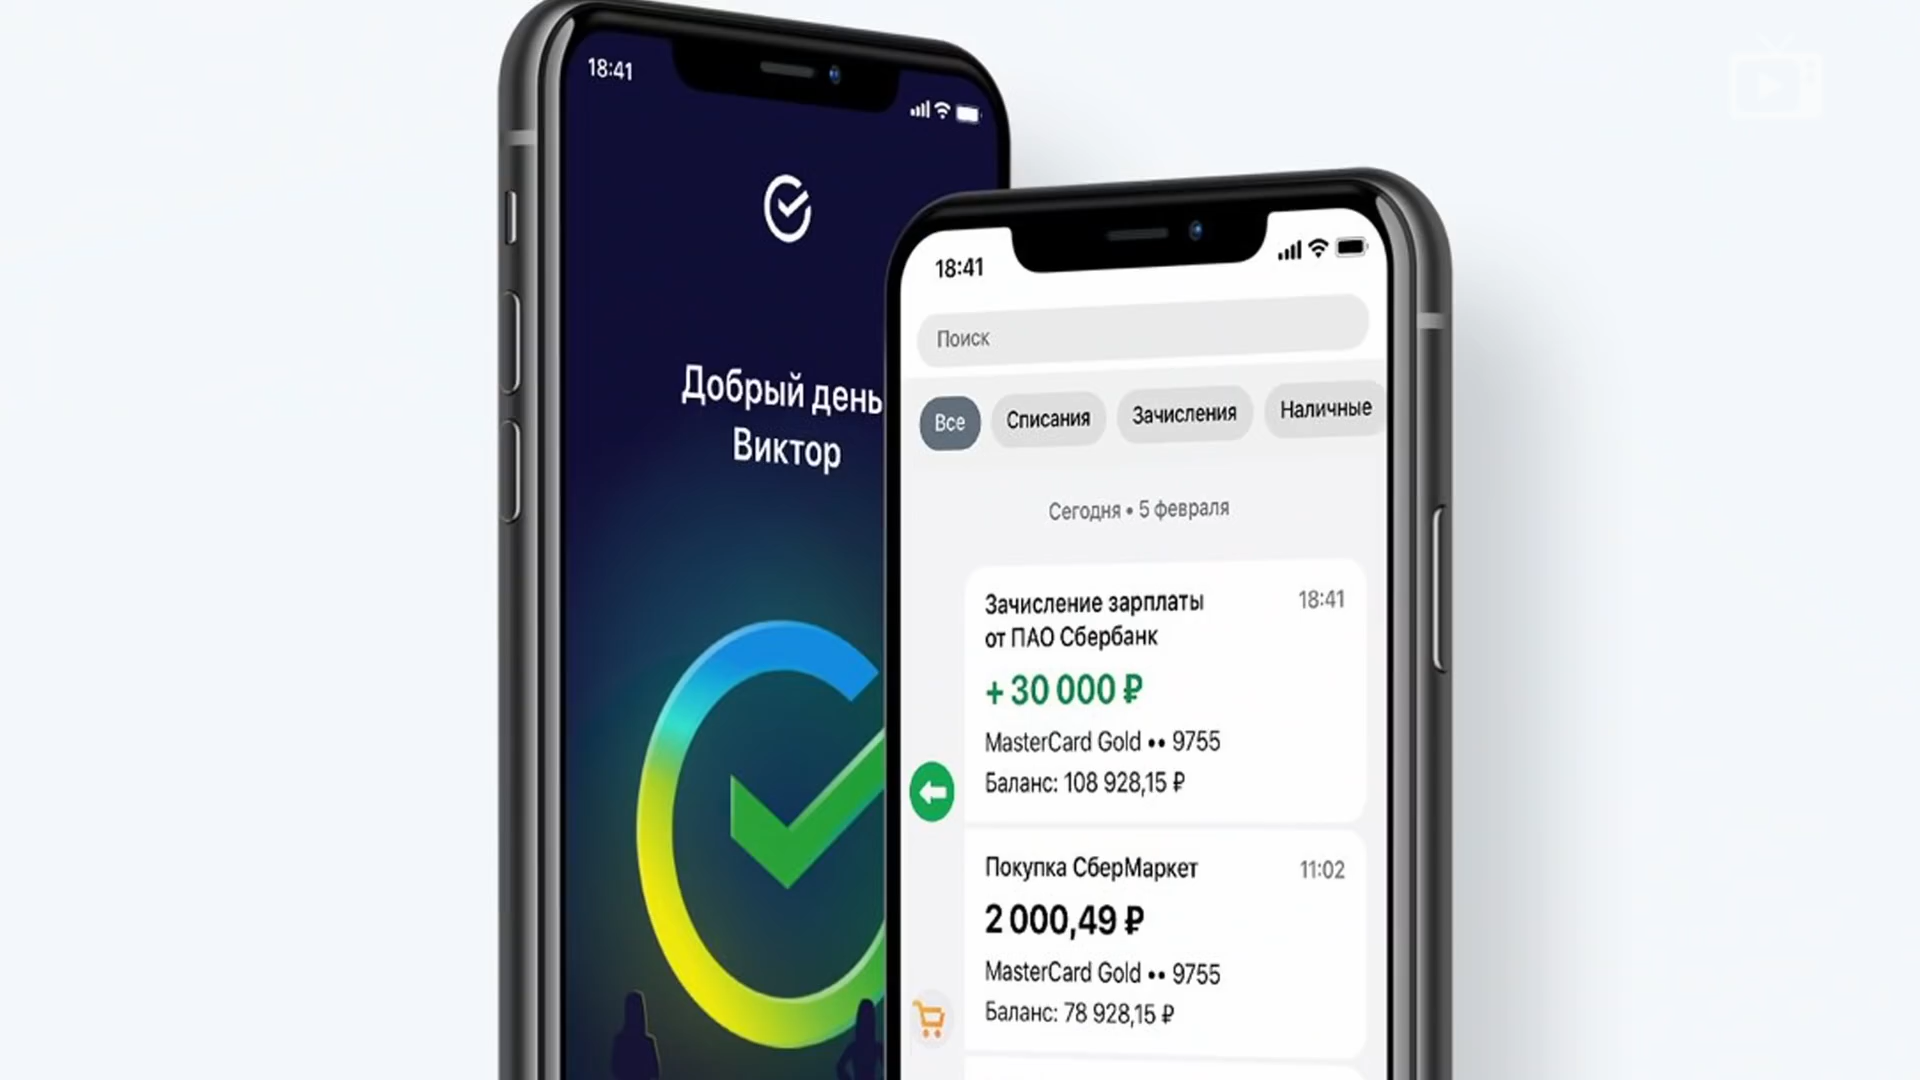 18:41
Добрый день
Виктор
18:41
Поиск
Все
Списания
Зачисления
Наличные
Сегодня • 5 февраля
Зачисление зарплаты 18:41
от ПАО Сбербанк
+ 30 000 ₽
MasterCard Gold •• 9755
Баланс: 108 928,15 ₽
Покупка СберМаркет 11:02
2 000,49 ₽
MasterCard Gold •• 9755
Баланс: 78 928,15 ₽